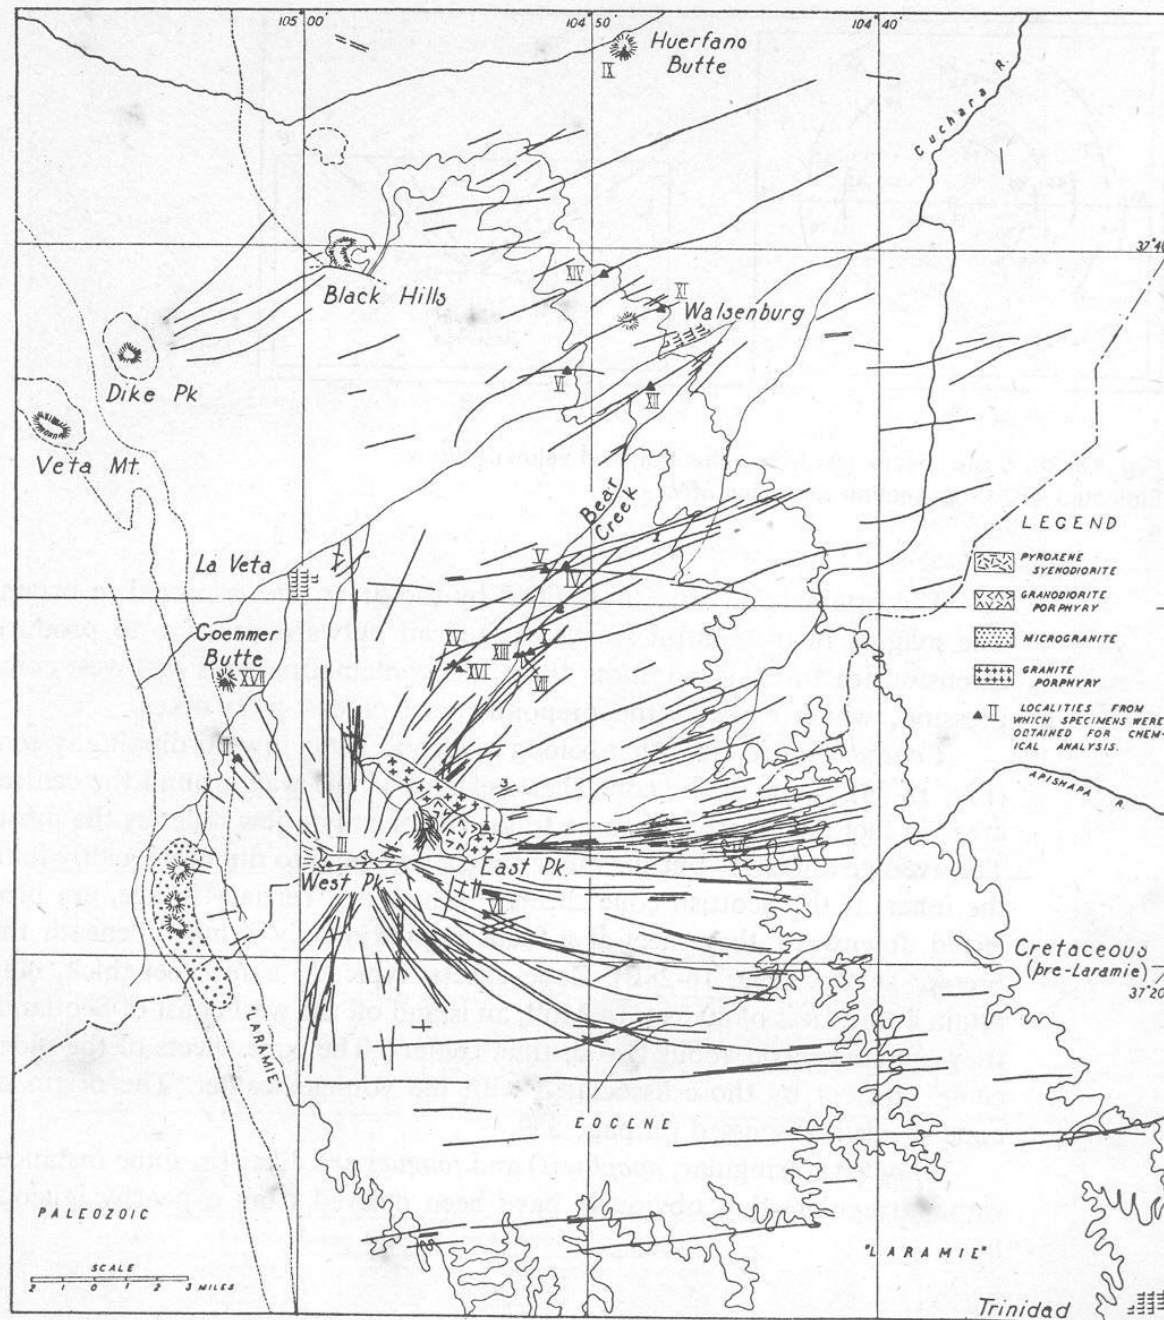 105°00
104°50
104°40
Huerfano
Butte
IX
Cuchara R.
37°40
Black Hills
XIV
XI
Walsenburg
Dike Pk
VI
XII
Veta Mt.
Bear
Creek
LEGEND
La Veta
V
IV
PYROXENE
SYENODIORITE
GRANODIORITE
PORPHYRY
Goemmer
Butte
XVII
XV
XVI
XIII
VIII
MICROGRANITE
GRANITE
PORPHYRY
II LOCALITIES FROM
WHICH SPECIMENS WERE
OBTAINED FOR CHEM-
ICAL ANALYSIS.
APISHAPA R.
III
West Pk
East Pk.
VII
Cretaceous
(pre-Laramie)
37°20
"LARAMIE"
EOCENE
PALEOZOIC
"LARAMIE"
SCALE
2 1 0 1 2 3 MILES
Trinidad